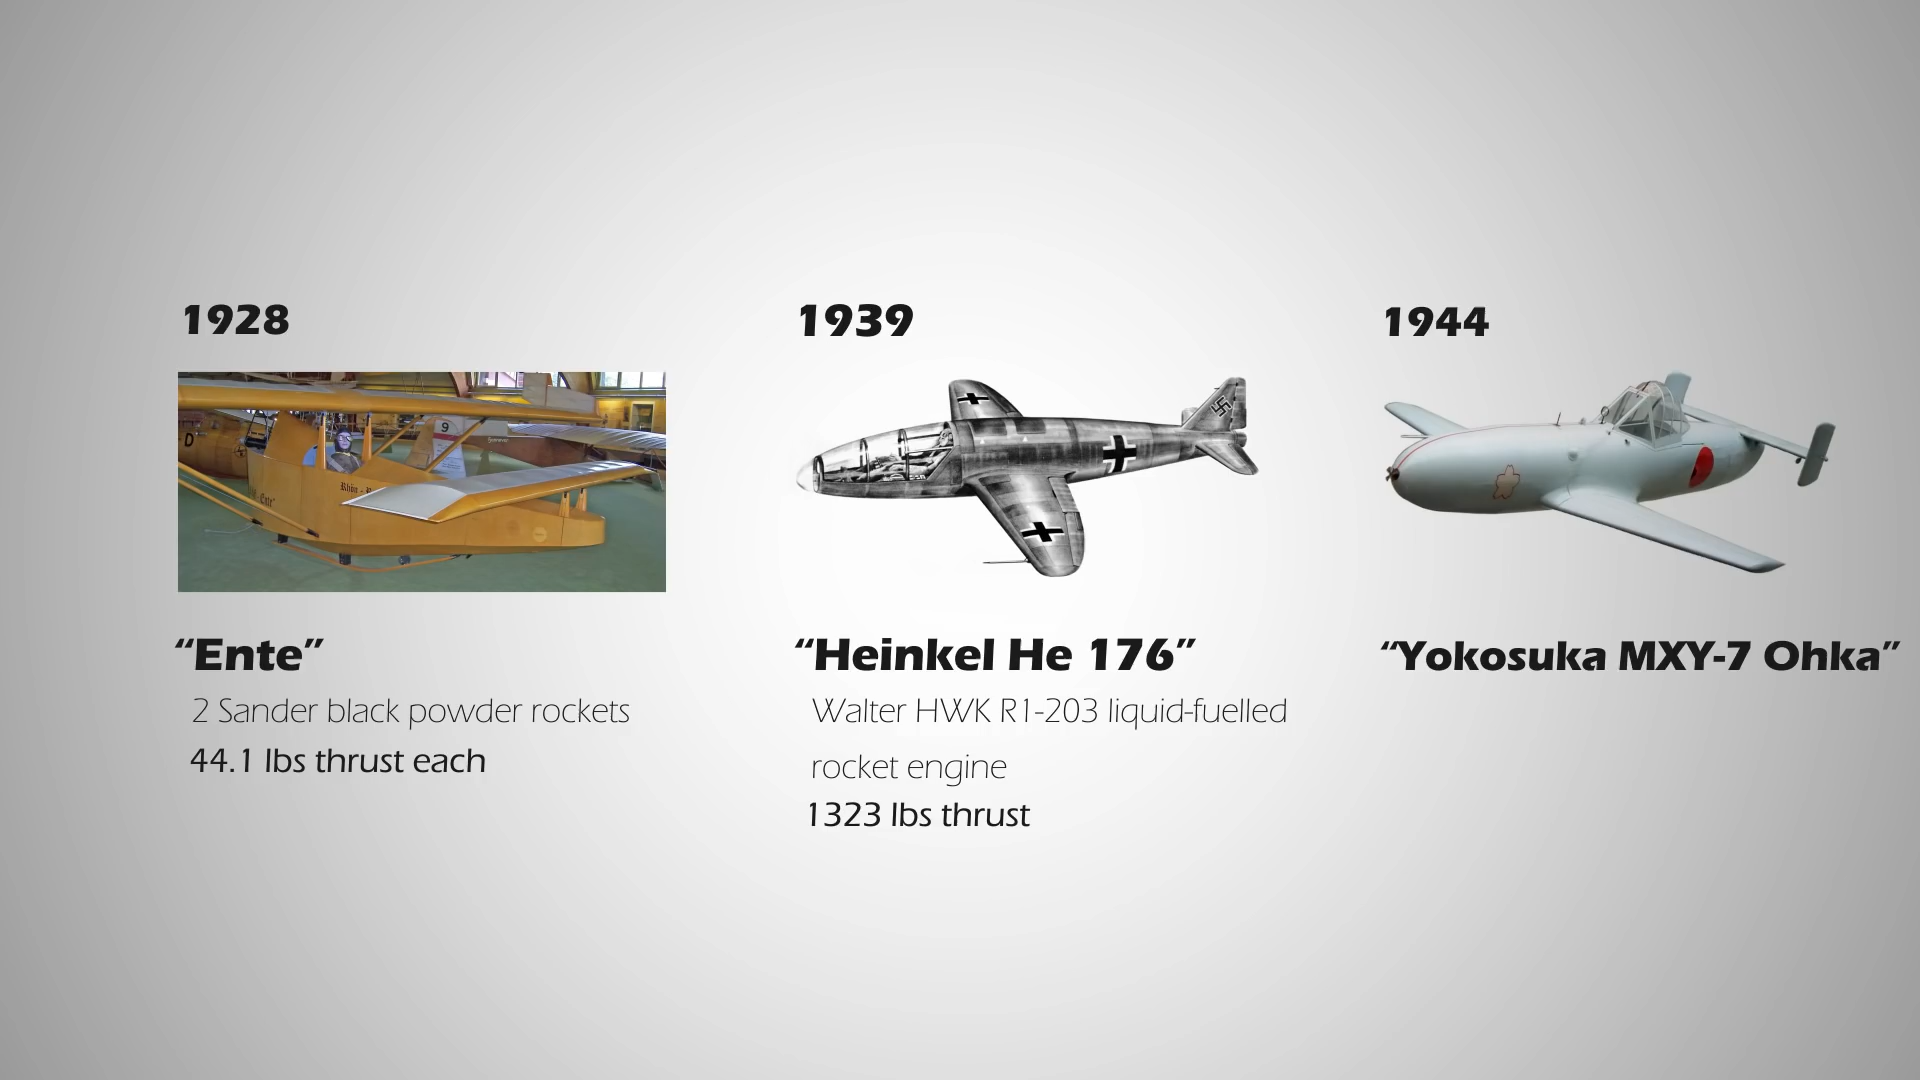 1928
1939
1944
9
D
“Ente”
“Heinkel He 176”
“Yokosuka MXY-7 Ohka”
2 Sander black powder rockets
44.1 lbs thrust each
Walter HWK R1-203 liquid-fuelled
rocket engine
1323 lbs thrust